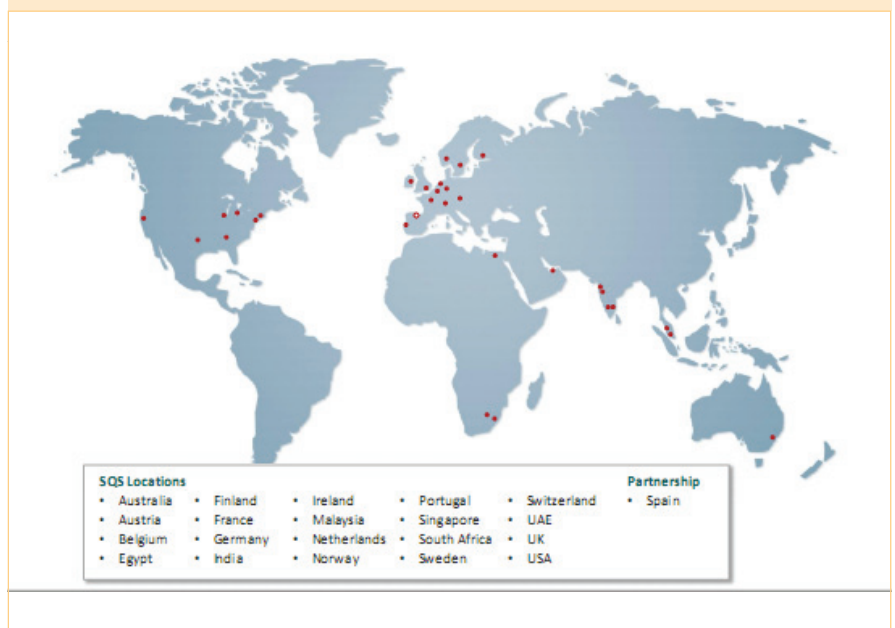 SQS Locations Partnership
• Australia • Finland • Ireland • Portugal • Switzerland • Spain
• Austria • France • Malaysia • Singapore • UAE
• Belgium • Germany • Netherlands • South Africa • UK
• Egypt • India • Norway • Sweden • USA